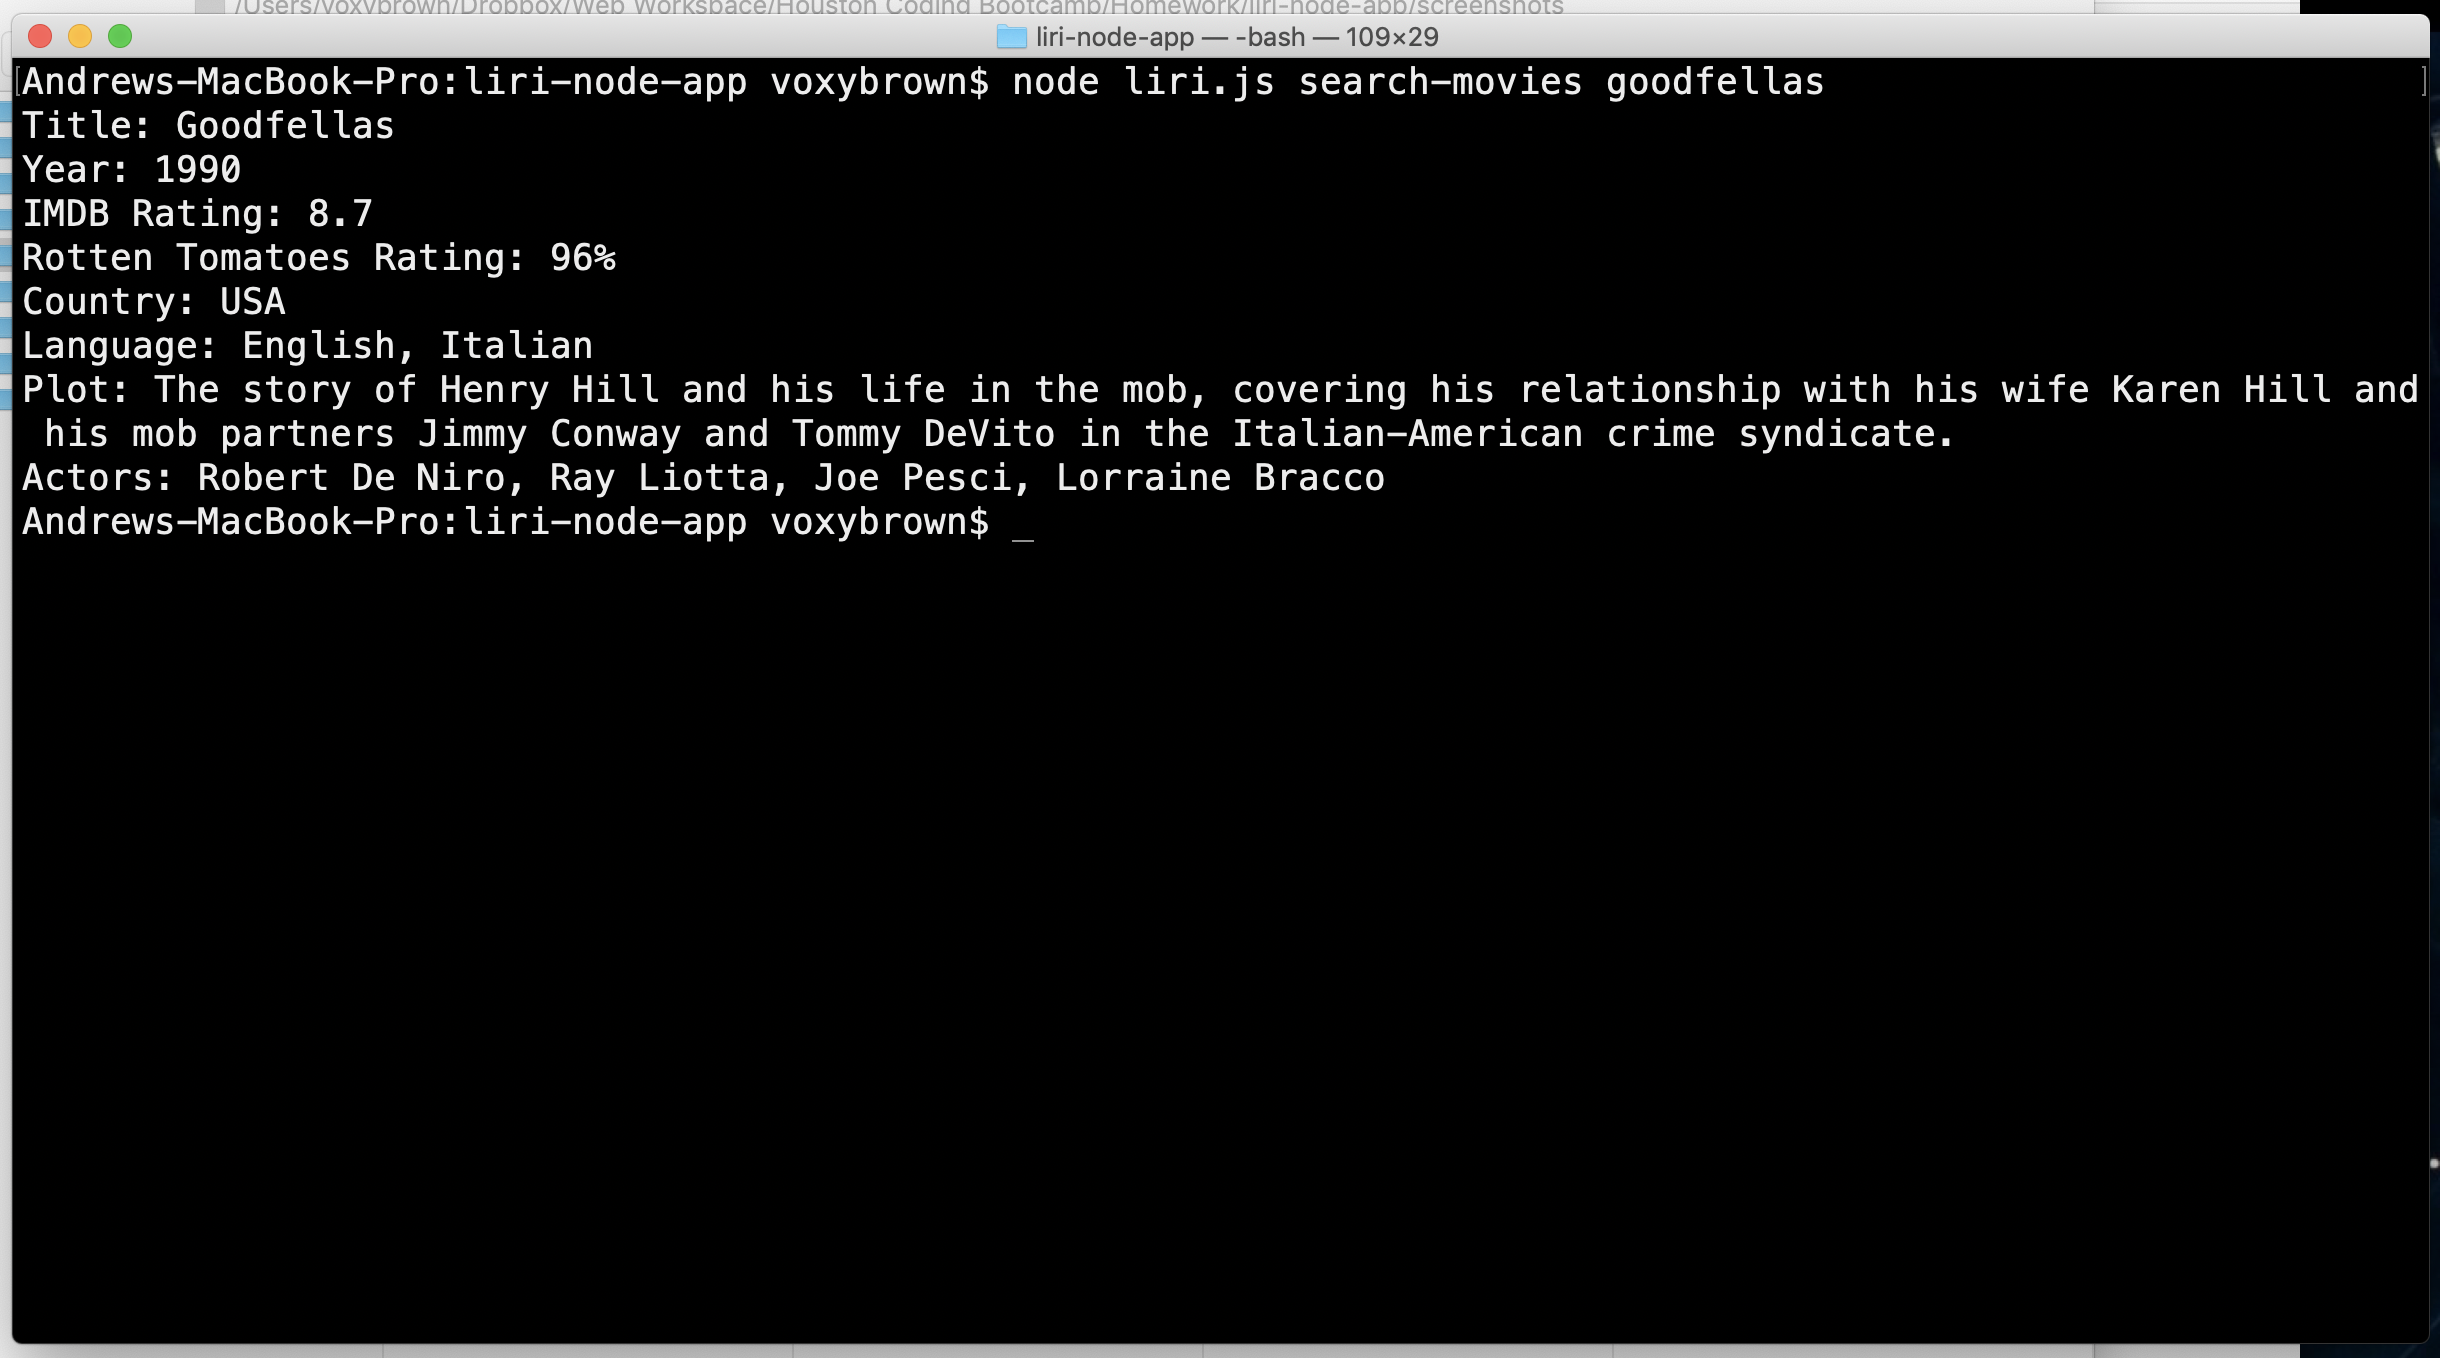 /Users/voxybrown/Dropbox/Web Workspace/Houston Coding Bootcamp/Homework/liri-node-app/screenshots
liri-node-app — -bash — 109×29
[Andrews-MacBook-Pro:liri-node-app voxybrown$ node liri.js search-movies goodfellas ]
Title: Goodfellas
Year: 1990
IMDB Rating: 8.7
Rotten Tomatoes Rating: 96%
Country: USA
Language: English, Italian
Plot: The story of Henry Hill and his life in the mob, covering his relationship with his wife Karen Hill and
his mob partners Jimmy Conway and Tommy DeVito in the Italian-American crime syndicate.
Actors: Robert De Niro, Ray Liotta, Joe Pesci, Lorraine Bracco
Andrews-MacBook-Pro:liri-node-app voxybrown$ _